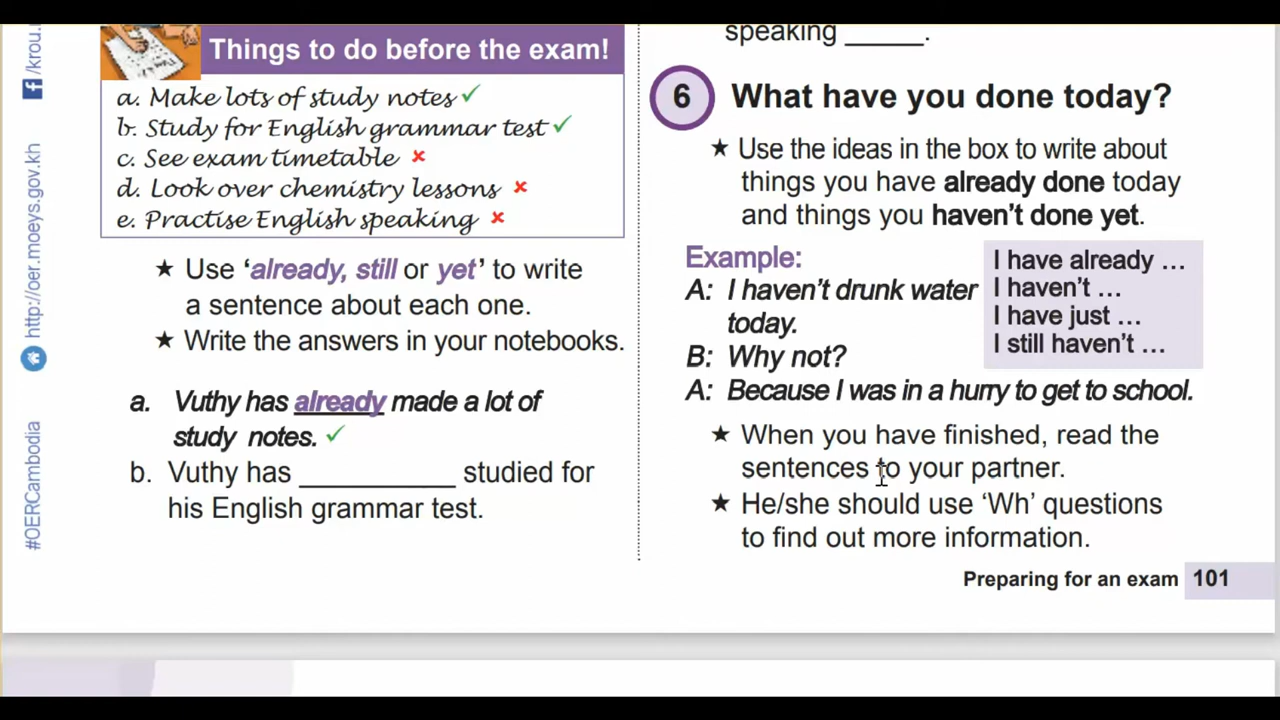 /krou.
http://oer.moeys.gov.kh
#OERCambodia
Things to do before the exam!
a. Make lots of study notes ✓
b. Study for English grammar test ✓
c. See exam timetable ×
d. Look over chemistry lessons ×
e. Practise English speaking ×
★ Use ‘already, still or yet’ to write
a sentence about each one.
★ Write the answers in your notebooks.
a. Vuthy has already made a lot of
study notes. ✓
b. Vuthy has __________ studied for
his English grammar test.
speaking _____.
6 What have you done today?
★ Use the ideas in the box to write about
things you have already done today
and things you haven’t done yet.
Example:
A: I haven’t drunk water
today.
B: Why not?
A: Because I was in a hurry to get to school.
I have already …
I haven’t …
I have just …
I still haven’t …
★ When you have finished, read the
sentences to your partner.
★ He/she should use ‘Wh’ questions
to find out more information.
Preparing for an exam 101